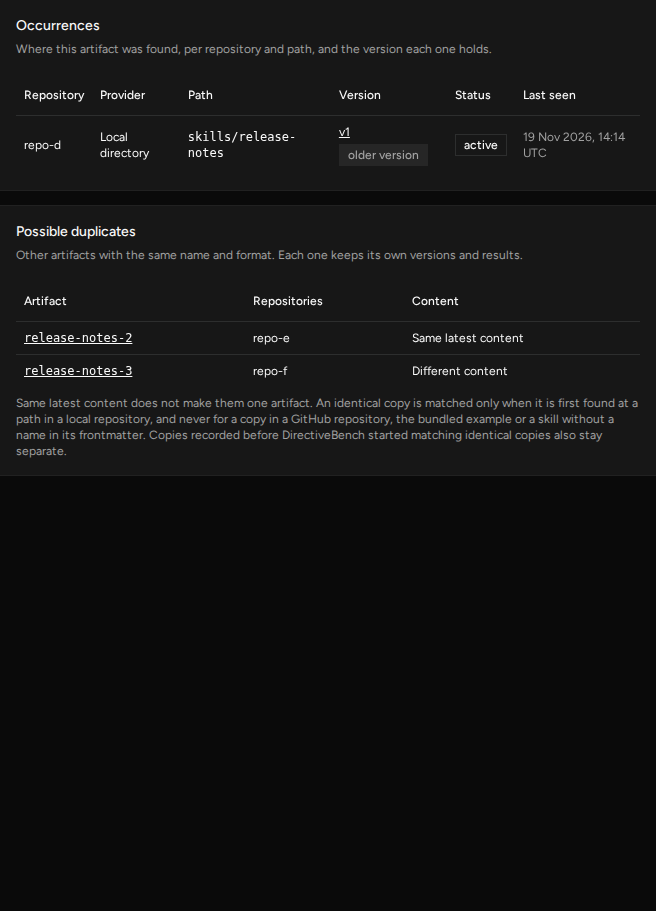 Occurrences
Where this artifact was found, per repository and path, and the version each one holds.
Repository Provider Path Version Status Last seen
repo-d Local directory skills/release-notes v1 older version active 19 Nov 2026, 14:14 UTC
Possible duplicates
Other artifacts with the same name and format. Each one keeps its own versions and results.
Artifact Repositories Content
release-notes-2 repo-e Same latest content
release-notes-3 repo-f Different content
Same latest content does not make them one artifact. An identical copy is matched only when it is first found at a
path in a local repository, and never for a copy in a GitHub repository, the bundled example or a skill without a
name in its frontmatter. Copies recorded before DirectiveBench started matching identical copies also stay
separate.